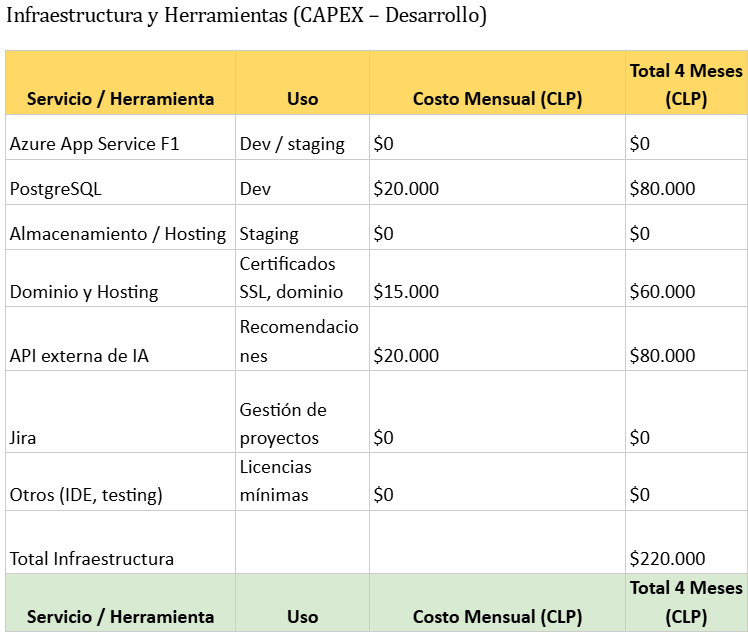 Infraestructura y Herramientas (CAPEX – Desarrollo)
Servicio / Herramienta Uso Costo Mensual (CLP) Total 4 Meses (CLP)
Azure App Service F1 Dev / staging $0 $0
PostgreSQL Dev $20.000 $80.000
Almacenamiento / Hosting Staging $0 $0
Dominio y Hosting Certificados SSL, dominio $15.000 $60.000
API externa de IA Recomendaciones $20.000 $80.000
Jira Gestión de proyectos $0 $0
Otros (IDE, testing) Licencias mínimas $0 $0
Total Infraestructura $220.000
Servicio / Herramienta Uso Costo Mensual (CLP) Total 4 Meses (CLP)